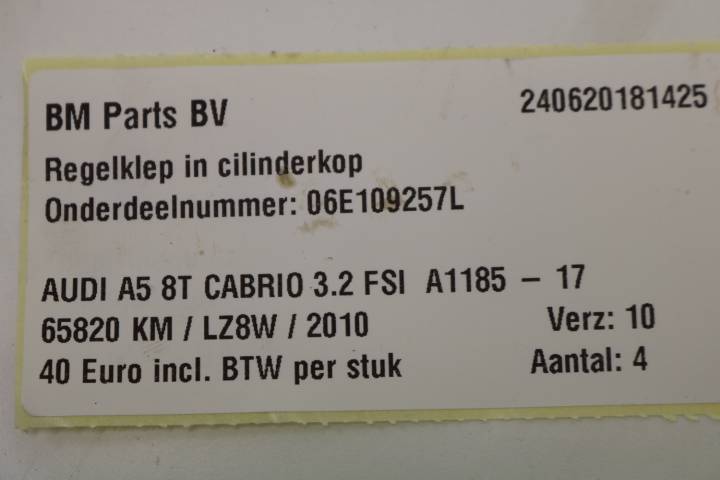 BM Parts BV 240620181425
Regelklep in cilinderkop
Onderdeelnummer: 06E109257L
AUDI A5 8T CABRIO 3.2 FSI A1185 - 17
65820 KM / LZ8W / 2010 Verz: 10
40 Euro incl. BTW per stuk Aantal: 4